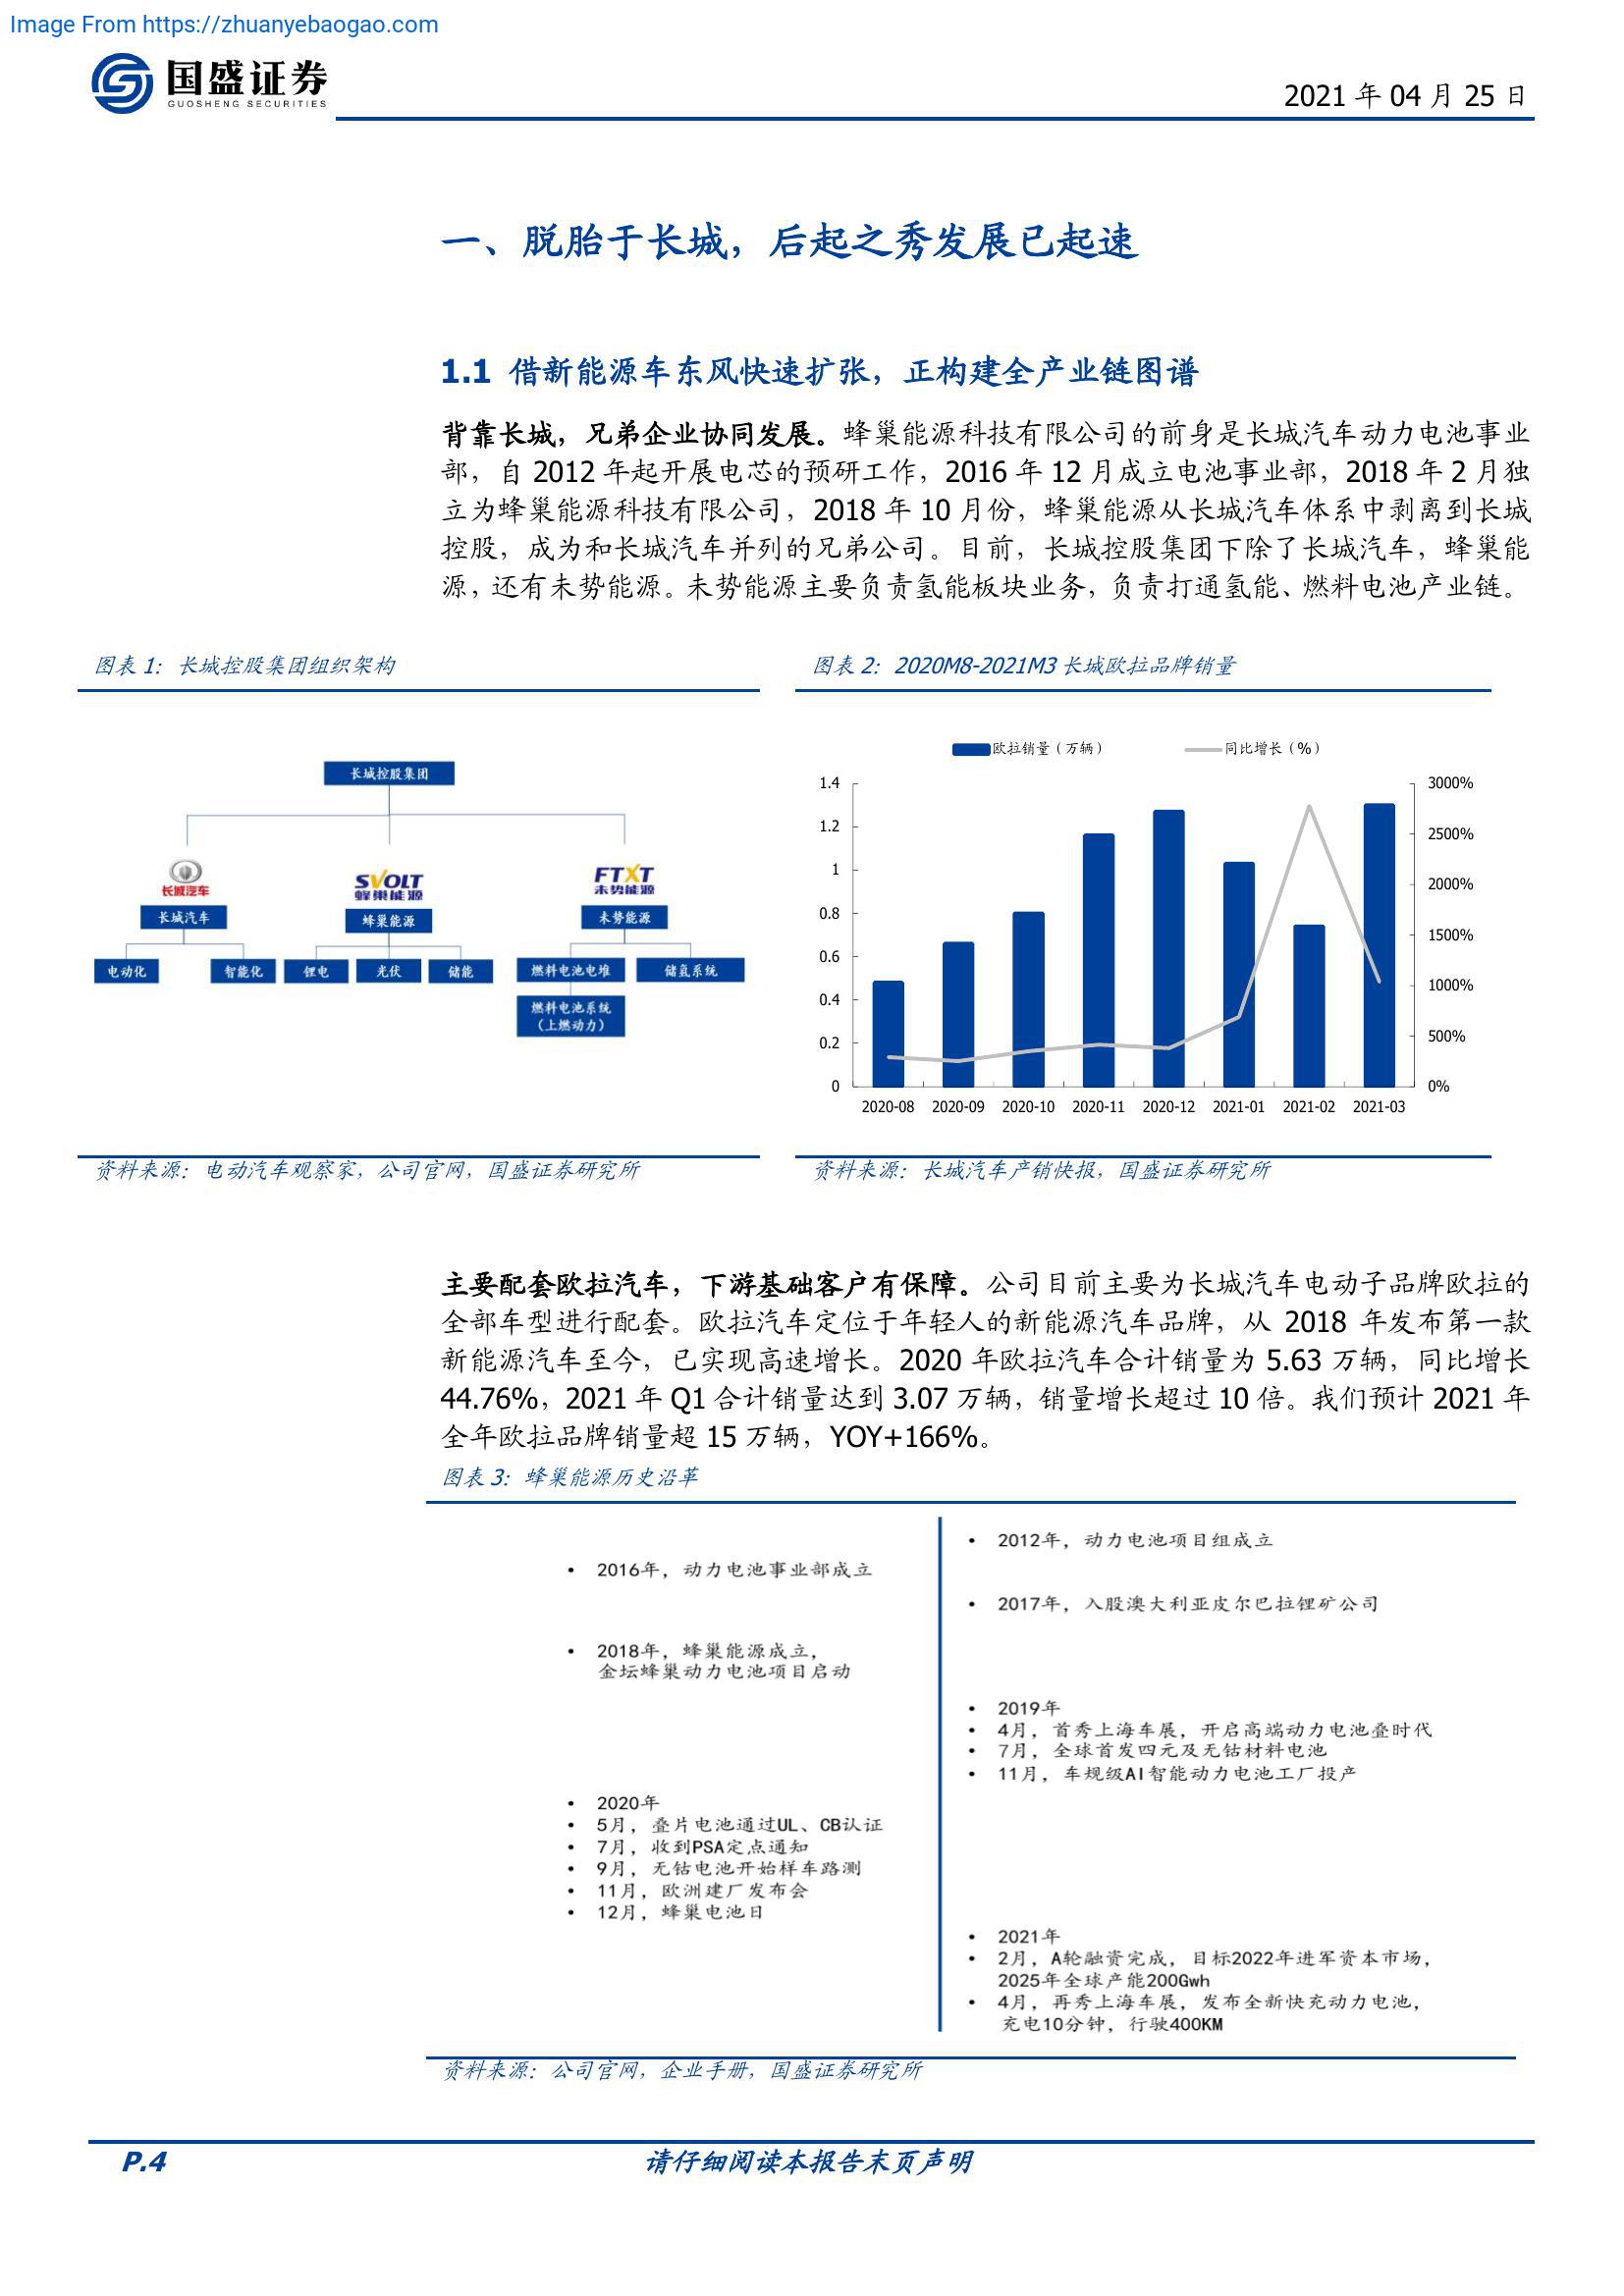 Image From https://zhuanyebaogao.com
国盛证券
GUOSHENG SECURITIES
2021 年 04 月 25 日
一、脱胎于长城，后起之秀发展已起速
1.1 借新能源车东风快速扩张，正构建全产业链图谱
背靠长城，兄弟企业协同发展。蜂巢能源科技有限公司的前身是长城汽车动力电池事业
部，自 2012 年起开展电芯的预研工作，2016 年 12 月成立电池事业部，2018 年 2 月独
立为蜂巢能源科技有限公司，2018 年 10 月份，蜂巢能源从长城汽车体系中剥离到长城
控股，成为和长城汽车并列的兄弟公司。目前，长城控股集团下除了长城汽车，蜂巢能
源，还有未势能源。未势能源主要负责氢能板块业务，负责打通氢能、燃料电池产业链。
图表 1：长城控股集团组织架构
长城控股集团
长城汽车
SVOLT
蜂巢能源
FTXT
未势能源
长城汽车
蜂巢能源
未势能源
电动化
智能化
锂电
光伏
储能
燃料电池电堆
储氢系统
燃料电池系统
（上燃动力）
资料来源：电动汽车观察家，公司官网，国盛证券研究所
图表 2：2020M8-2021M3 长城欧拉品牌销量
欧拉销量（万辆）
同比增长（%）
1.4
1.2
1
0.8
0.6
0.4
0.2
0
3000%
2500%
2000%
1500%
1000%
500%
0%
2020-08 2020-09 2020-10 2020-11 2020-12 2021-01 2021-02 2021-03
资料来源：长城汽车产销快报，国盛证券研究所
主要配套欧拉汽车，下游基础客户有保障。公司目前主要为长城汽车电动子品牌欧拉的
全部车型进行配套。欧拉汽车定位于年轻人的新能源汽车品牌，从 2018 年发布第一款
新能源汽车至今，已实现高速增长。2020 年欧拉汽车合计销量为 5.63 万辆，同比增长
44.76%，2021 年 Q1 合计销量达到 3.07 万辆，销量增长超过 10 倍。我们预计 2021 年
全年欧拉品牌销量超 15 万辆，YOY+166%。
图表 3：蜂巢能源历史沿革
• 2012年，动力电池项目组成立
• 2016年，动力电池事业部成立
• 2017年，入股澳大利亚皮尔巴拉锂矿公司
• 2018年，蜂巢能源成立，
金坛蜂巢动力电池项目启动
• 2019年
• 4月，首秀上海车展，开启高端动力电池叠时代
• 7月，全球首发四元及无钴材料电池
• 11月，车规级AI智能动力电池工厂投产
• 2020年
• 5月，叠片电池通过UL、CB认证
• 7月，收到PSA定点通知
• 9月，无钴电池开始样车路测
• 11月，欧洲建厂发布会
• 12月，蜂巢电池日
• 2021年
• 2月，A轮融资完成，目标2022年进军资本市场，
2025年全球产能200Gwh
• 4月，再秀上海车展，发布全新快充动力电池，
充电10分钟，行驶400KM
资料来源：公司官网，企业手册，国盛证券研究所
P.4
请仔细阅读本报告末页声明